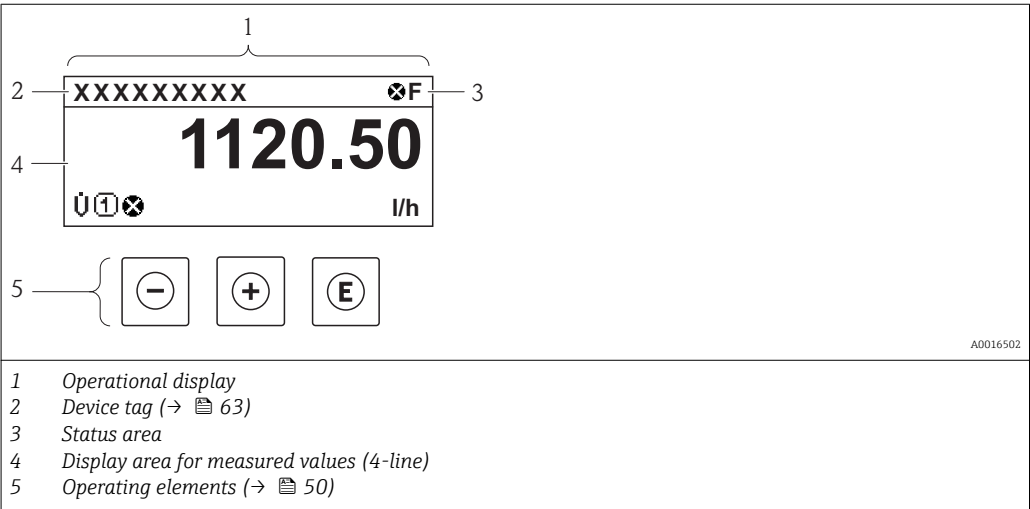 1
2 XXXXXXXXX ⊗F 3
4 1120.50
U̇ ① ⊗ l/h
5 − + E
A0016502
1 Operational display
2 Device tag (→ 🖹 63)
3 Status area
4 Display area for measured values (4-line)
5 Operating elements (→ 🖹 50)